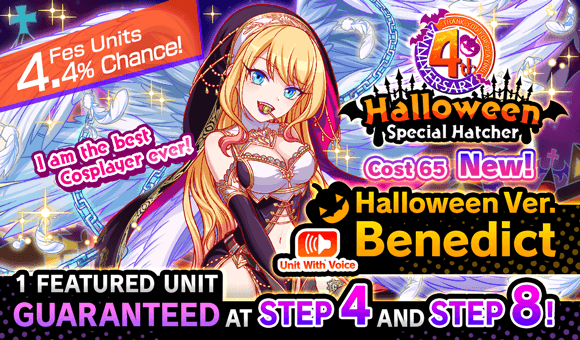 Fes Units
4.4% Chance!
THANK YOU
4th
ANNIVERSARY
Halloween
Special Hatcher
I am the best
Cosplayer ever!
Cost 65 New!
Halloween Ver.
Benedict
Unit With Voice
1 FEATURED UNIT
GUARANTEED AT STEP 4 AND STEP 8!